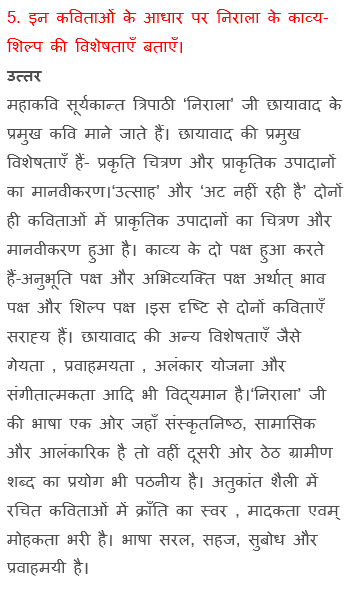 5. इन कविताओं के आधार पर निराला के काव्य-
शिल्प की विशेषताएँ बताएँ।
उत्तर
महाकवि सूर्यकान्त त्रिपाठी 'निराला' जी छायावाद के
प्रमुख कवि माने जाते हैं। छायावाद की प्रमुख
विशेषताएँ हैं- प्रकृति चित्रण और प्राकृतिक उपादानों
का मानवीकरण।'उत्साह' और 'अट नहीं रही है' दोनों
ही कविताओं में प्राकृतिक उपादानों का चित्रण और
मानवीकरण हुआ है। काव्य के दो पक्ष हुआ करते
हैं-अनुभूति पक्ष और अभिव्यक्ति पक्ष अर्थात् भाव
पक्ष और शिल्प पक्ष ।इस दृष्टि से दोनों कविताएँ
सराह्य हैं। छायावाद की अन्य विशेषताएँ जैसे
गेयता , प्रवाहमयता , अलंकार योजना और
संगीतात्मकता आदि भी विद्यमान है।'निराला' जी
की भाषा एक ओर जहाँ संस्कृतनिष्ठ, सामासिक
और आलंकारिक है तो वहीं दूसरी ओर ठेठ ग्रामीण
शब्द का प्रयोग भी पठनीय है। अतुकांत शैली में
रचित कविताओं में क्राँति का स्वर , मादकता एवम्
मोहकता भरी है। भाषा सरल, सहज, सुबोध और
प्रवाहमयी है।